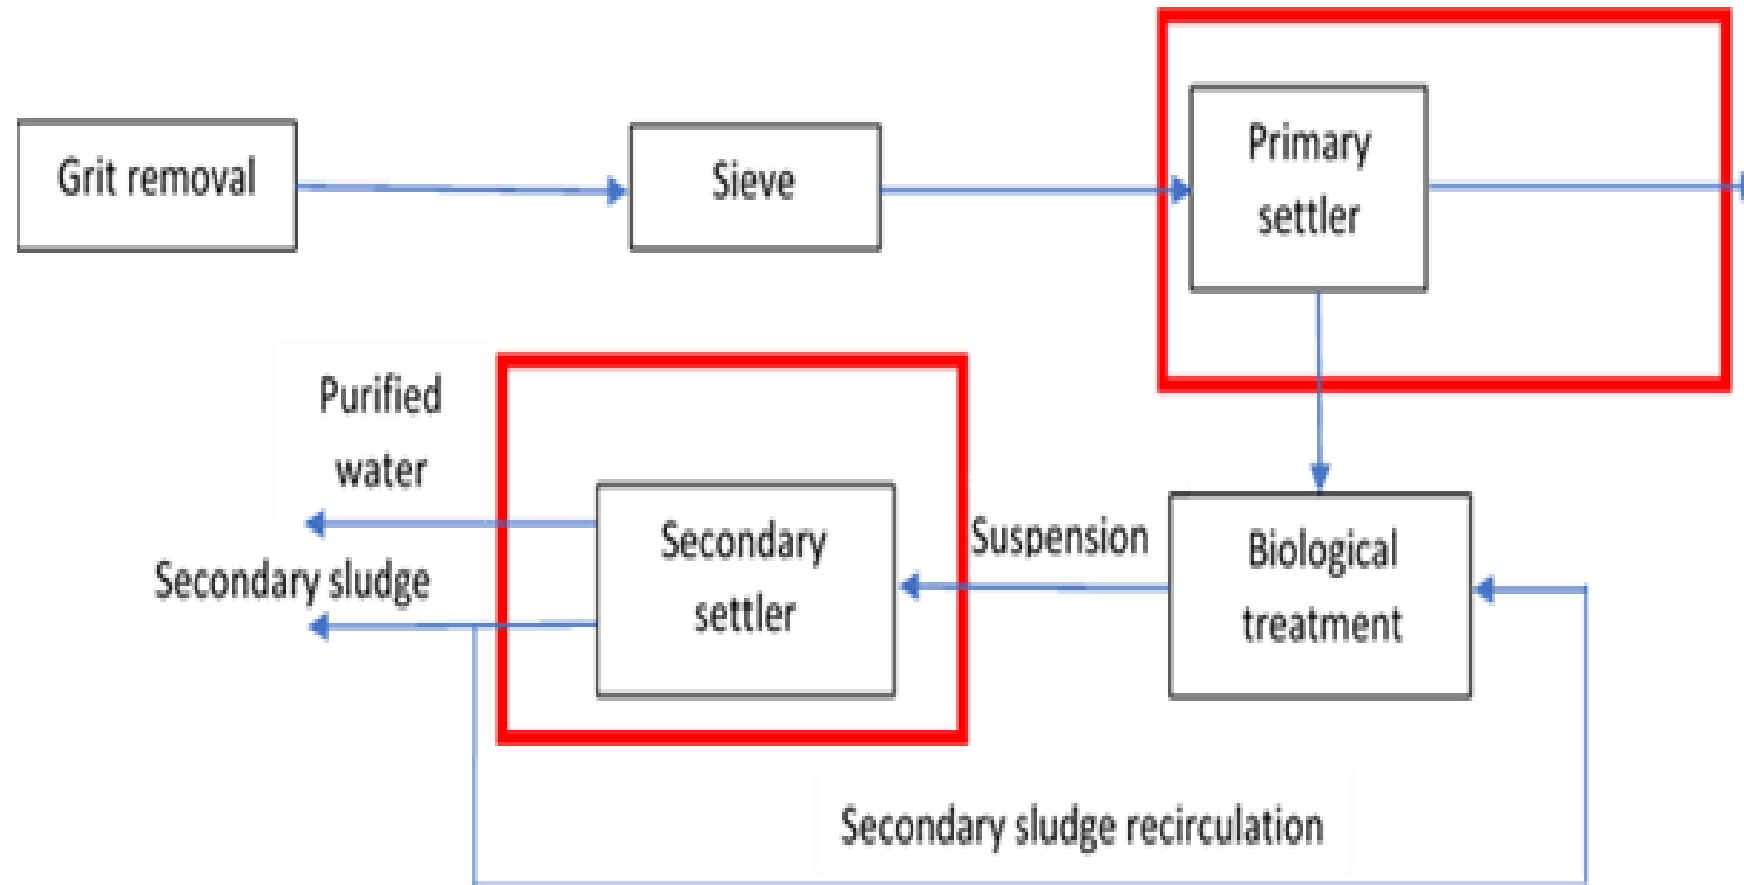 Grit removal
Sieve
Primary
settler
Purified
water
Secondary sludge
Secondary
settler
Suspension
Biological
treatment
Secondary sludge recirculation